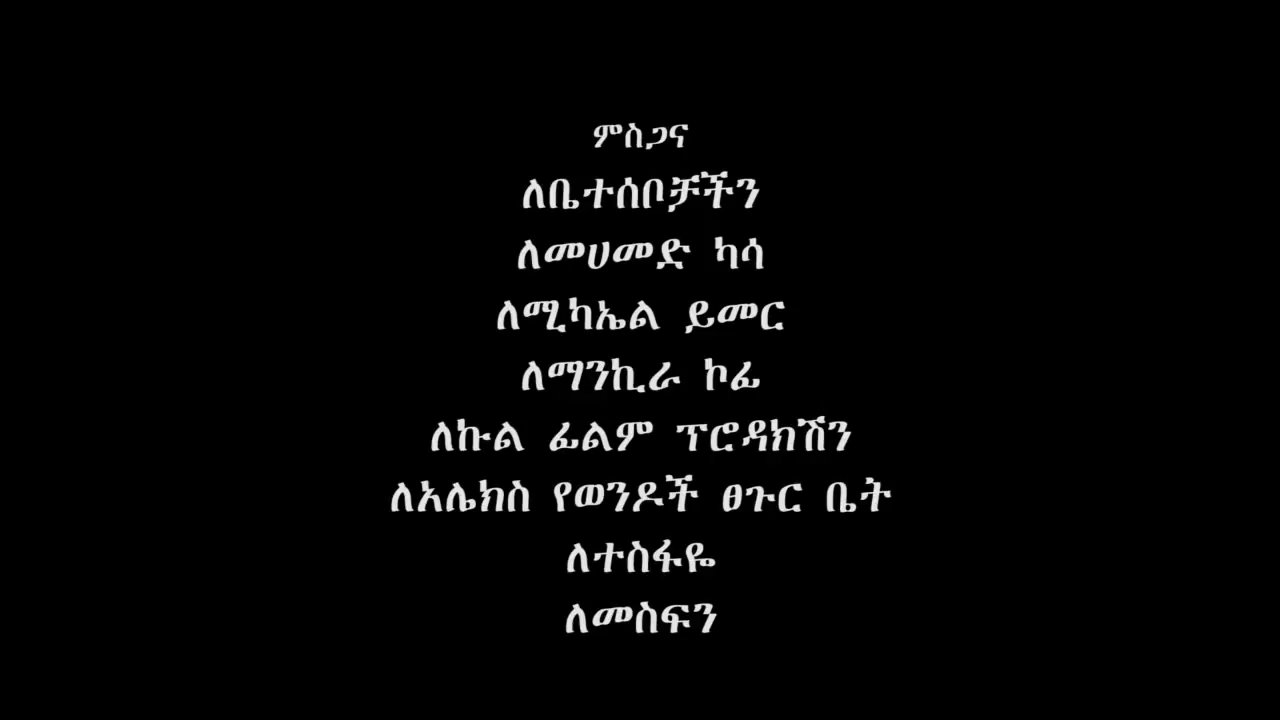 ምስጋና
ለቤተሰቦቻችን
ለመሀመድ ካሳ
ለሚካኤል ይመር
ለማንኪራ ኮፊ
ለኩል ፊልም ፕሮዳክሽን
ለአሌክስ የወንዶች ፀጉር ቤት
ለተስፋዬ
ለመስፍን